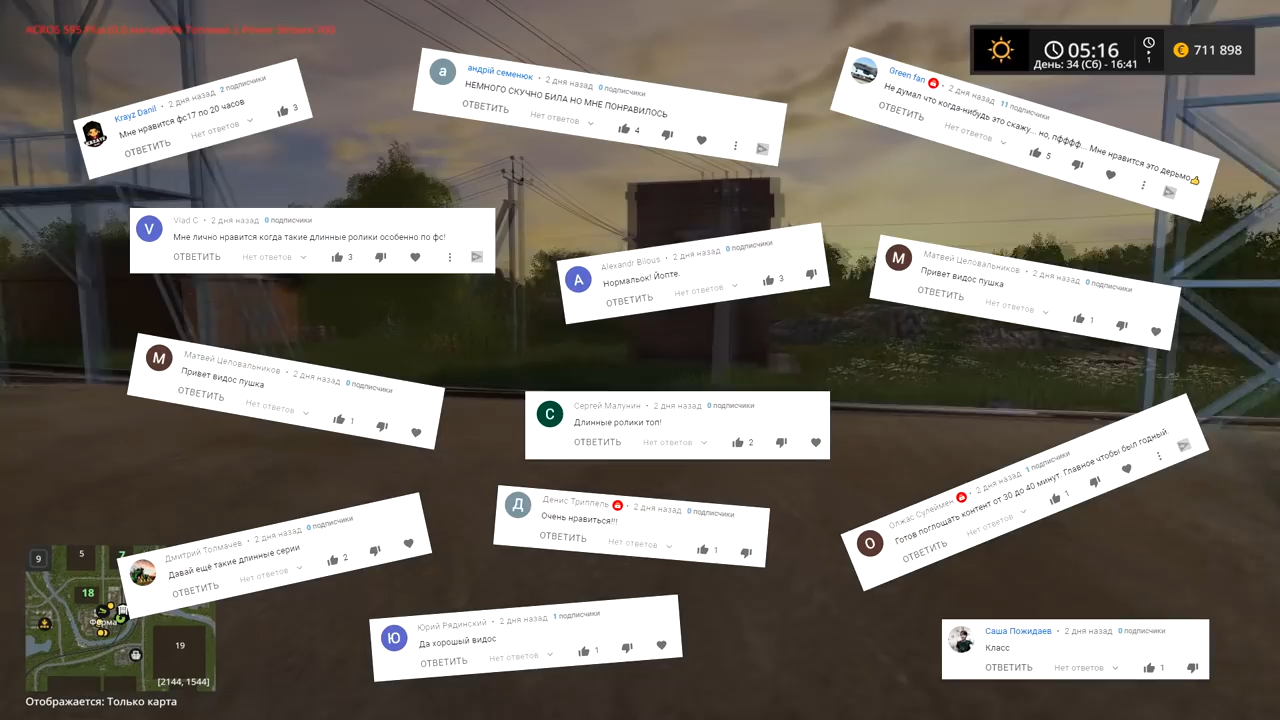 ACROS 595 Plus
05:16
1
711 898
День: 34 (Сб) - 16:41
Krayz Danil • 2 дня назад 2 подписчики
Мне нравится фс17 по 20 часов
ОТВЕТИТЬ Нет ответов 3
андрій семенюк • 2 дня назад 0 подписчики
НЕМНОГО СКУЧНО БИЛА НО МНЕ ПОНРАВИЛОСЬ
ОТВЕТИТЬ Нет ответов 4
Green fan • 2 дня назад 11 подписчики
Не думал что когда-нибудь это скажу... но, пфффф... Мне нравится это дерьмо👍
ОТВЕТИТЬ Нет ответов 5
V
Vlad C • 2 дня назад 0 подписчики
Мне лично нравится когда такие длинные ролики особенно по фс!
ОТВЕТИТЬ Нет ответов 3
A
Alexandr Bilous • 2 дня назад 0 подписчики
Нормальок! Йопте.
ОТВЕТИТЬ Нет ответов 3
М
Матвей Целовальников • 2 дня назад 0 подписчики
Привет видос пушка
ОТВЕТИТЬ Нет ответов 1
М
Матвей Целовальников • 2 дня назад 0 подписчики
Привет видос пушка
ОТВЕТИТЬ Нет ответов 1
С
Сергей Малунин • 2 дня назад 0 подписчики
Длинные ролики топ!
ОТВЕТИТЬ Нет ответов 2
О
Олжас Сулеймен • 2 дня назад 1 подписчики
Готов поглощать контент от 30 до 40 минут. Главное чтобы был годный.
ОТВЕТИТЬ Нет ответов 1
Дмитрий Толмачев • 2 дня назад 0 подписчики
Давай ещё такие длинные серии
ОТВЕТИТЬ Нет ответов 2
Д
Денис Триппель • 2 дня назад 0 подписчики
Очень нравиться!!!
ОТВЕТИТЬ Нет ответов 1
Ю
Юрий Рядинский • 2 дня назад 1 подписчики
Да хорошый видос
ОТВЕТИТЬ Нет ответов 1
Саша Пожидаев • 2 дня назад 0 подписчики
Класс
ОТВЕТИТЬ Нет ответов 1
9
5
7
18
Ферма
19
[2144, 1544]
Отображается: Только карта